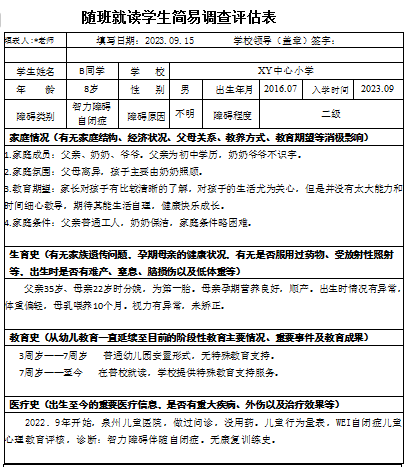 随班就读学生简易调查评估表
填表人:*老师 填写日期：2023.09.15 学校领导（盖章）签字：
学生姓名 B同学 学 校 XY中心小学
年 龄 8岁 性 别 男 出生年月 2016.07 入学时间 2023.09
障碍类别 智力障碍 自闭症 障碍原因 不明 障碍程度 二级
家庭情况（有无家庭结构、经济状况、父母关系、教养方式、教育期望等消极影响）
1.家庭成员：父亲、奶奶、爷爷。父亲为初中学历，奶奶爷爷不识字。
2.家庭氛围：父母离异，孩子主要由奶奶照顾。
3.教育期望：家长对孩子有比较清晰的了解，对孩子的生活尤为关心，但是并没有太大能力和
时间细心教导，期待其能生活自理，健康快乐成长。
4.家庭条件：父亲普通工人，奶奶保洁，家庭条件略困难。
生育史（有无家族遗传问题，孕期母亲的健康状况，有无是否服用过药物、受放射性照射
等，出生时是否有难产、窒息、脑损伤以及低体重等）
父亲35岁、母亲22岁时分娩，为第一胎。母亲孕期营养良好，顺产。出生时情况有异常，
体重偏轻，母乳喂养10个月。视力有异常，未矫正。
教育史（从幼儿教育一直延续至目前的阶段性教育主要情况、重要事件及教育成果）
3周岁——7周岁 普通幼儿园安置形式，无特殊教育支持。
7周岁——至今 在普校就读，学校提供特殊教育支持服务。
医疗史（出生至今的重要医疗信息，是否有重大疾病、外伤以及治疗效果等）
2022．9年开始，泉州儿童医院，做过问诊，没用药。儿童行为量表，WEI自闭症儿童
心理教育评核，诊断：智力障碍伴随自闭症。无康复训练史。